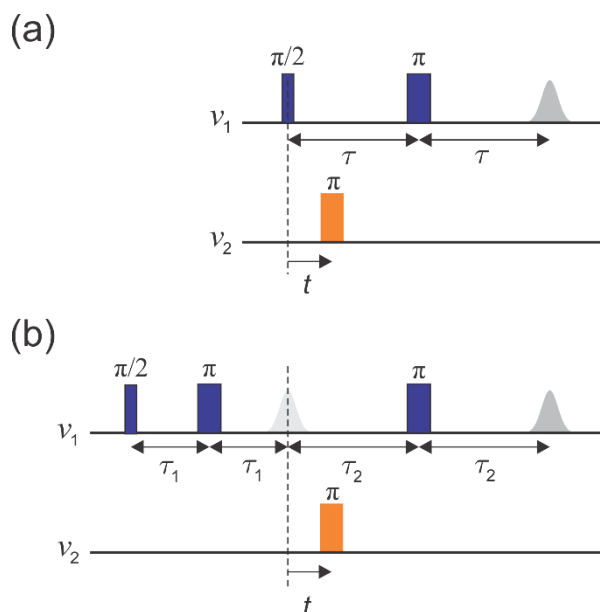 (a)
π/2 π
ν₁
τ τ
π
ν₂
t
(b)
π/2 π π
ν₁
τ₁ τ₁ τ₂ τ₂
π
ν₂
t